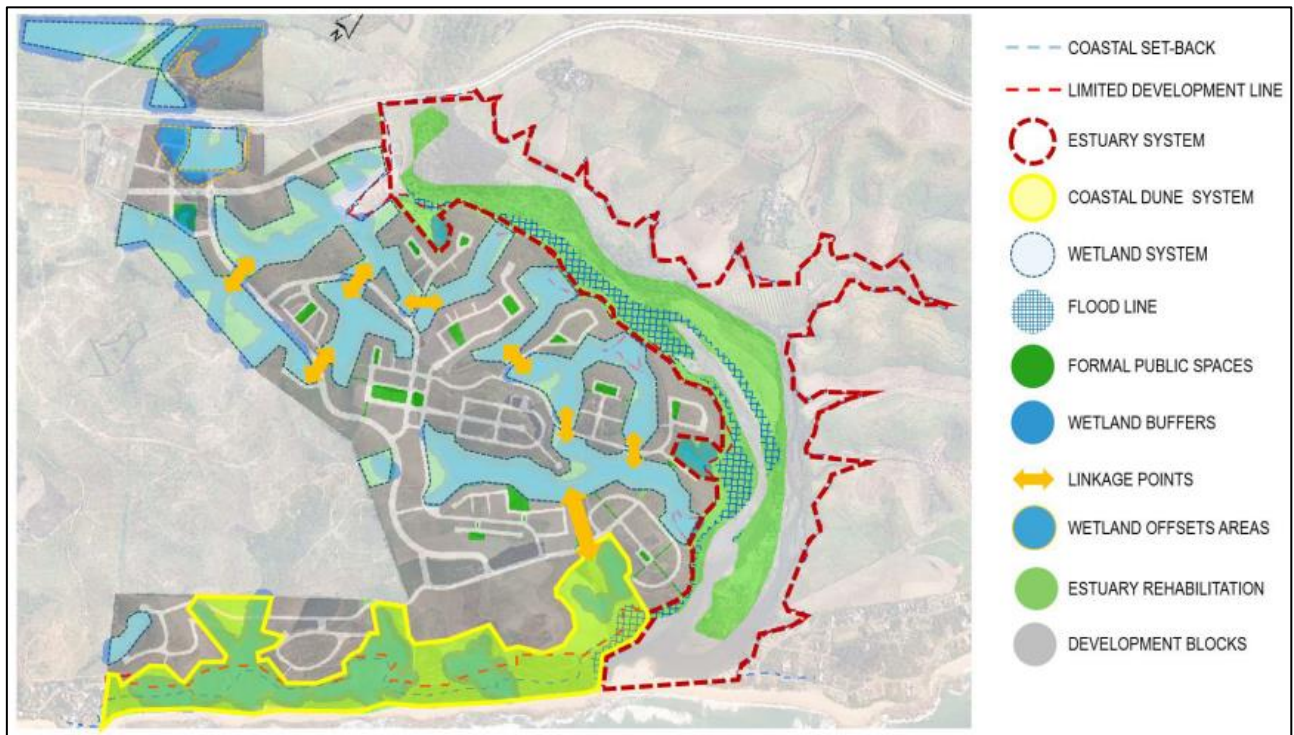 N
COASTAL SET-BACK
LIMITED DEVELOPMENT LINE
ESTUARY SYSTEM
COASTAL DUNE SYSTEM
WETLAND SYSTEM
FLOOD LINE
FORMAL PUBLIC SPACES
WETLAND BUFFERS
LINKAGE POINTS
WETLAND OFFSETS AREAS
ESTUARY REHABILITATION
DEVELOPMENT BLOCKS